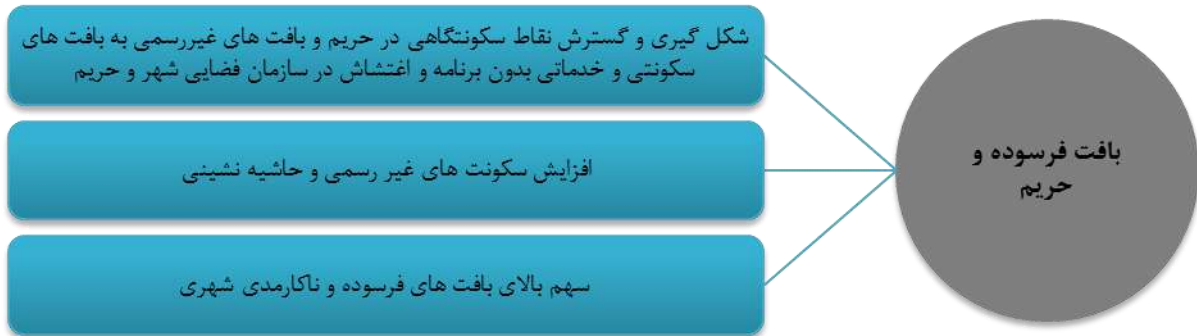 بافت فرسوده و
حریم
شکل گیری و گسترش نقاط سکونتگاهی در حریم و بافت های غیررسمی به بافت های
سکونتی و خدماتی بدون برنامه و اغتشاش در سازمان فضایی شهر و حریم
افزایش سکونت های غیر رسمی و حاشیه نشینی
سهم بالای بافت های فرسوده و ناکارمدی شهری